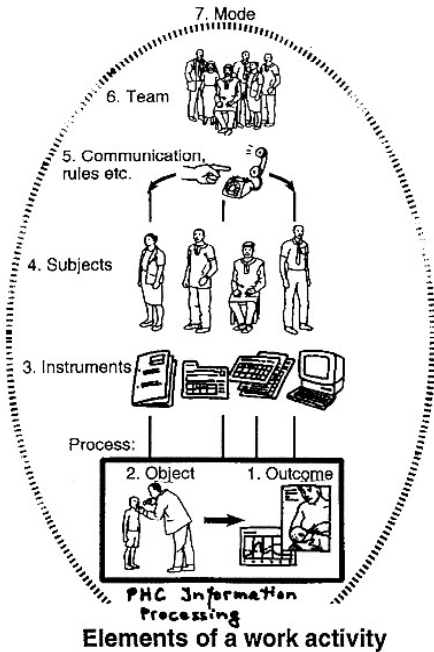 7. Mode
6. Team
5. Communication,
rules etc.
4. Subjects
3. Instruments
Process:
2. Object
1. Outcome
PHC Information
Processing
Elements of a work activity